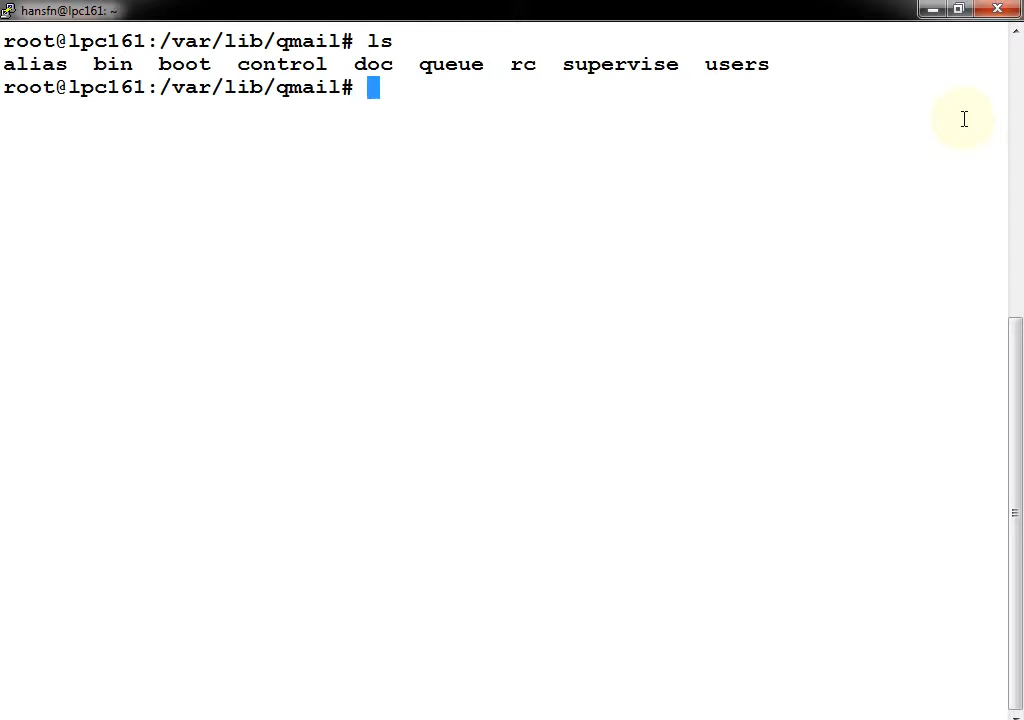 hansfn@lpc161: ~
root@lpc161:/var/lib/qmail# ls
alias  bin  boot  control  doc  queue  rc  supervise  users
root@lpc161:/var/lib/qmail#